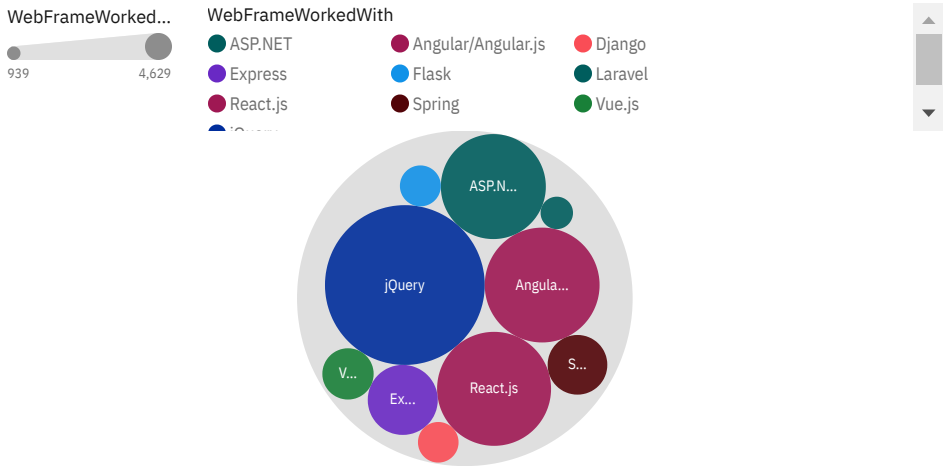 WebFrameWorked...
939 4,629
WebFrameWorkedWith
ASP.NET Angular/Angular.js Django
Express Flask Laravel
React.js Spring Vue.js
jQuery
ASP.N...
jQuery
Angula...
S...
V...
React.js
Ex...